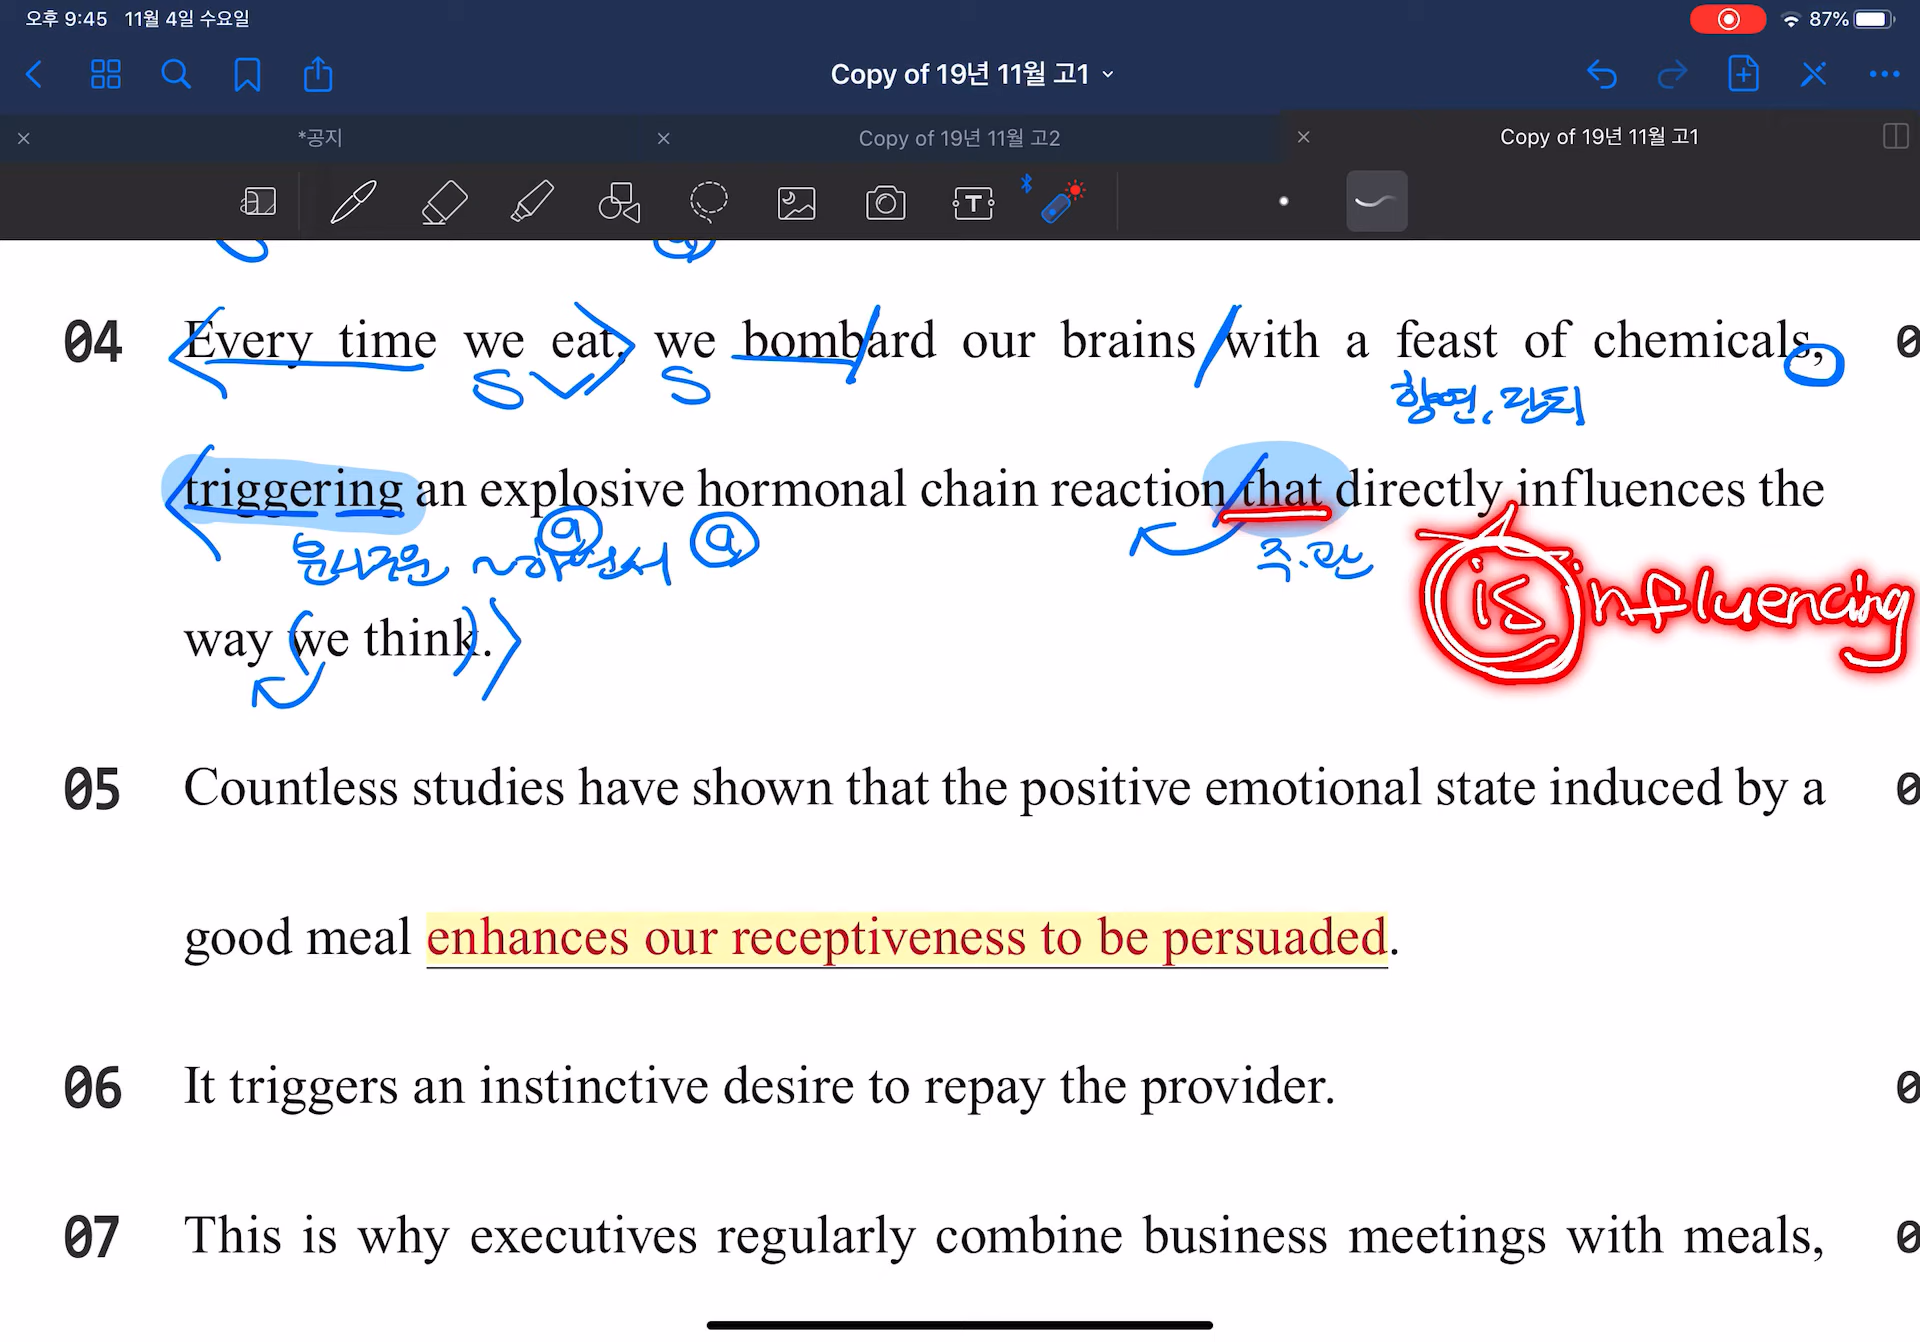 오후 9:45 11월 4일 수요일
87%
Copy of 19년 11월 고1
*공지
Copy of 19년 11월 고2
Copy of 19년 11월 고1
04 Every time we eat, we bombard our brains with a feast of chemicals,
S S
향연, 잔치
triggering an explosive hormonal chain reaction that directly influences the
분사구문 ~하면서 a a 주.관
is influencing
way we think.
05 Countless studies have shown that the positive emotional state induced by a
good meal enhances our receptiveness to be persuaded.
06 It triggers an instinctive desire to repay the provider.
07 This is why executives regularly combine business meetings with meals,